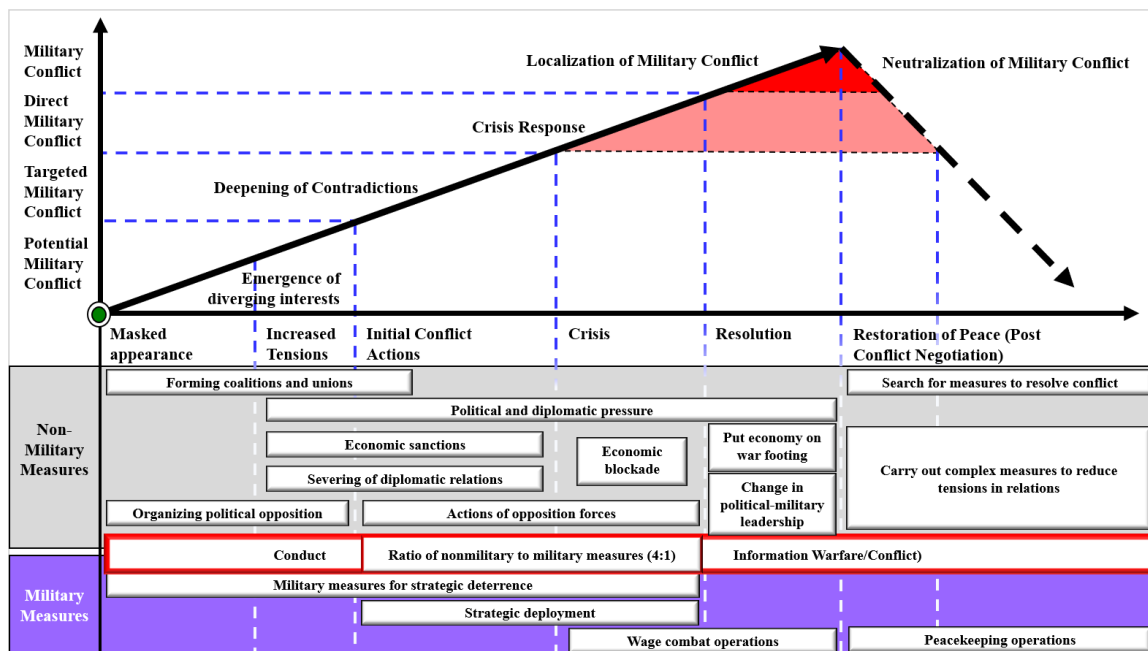 Military
Conflict
Direct
Military
Conflict
Targeted
Military
Conflict
Potential
Military
Conflict
Localization of Military Conflict
Neutralization of Military Conflict
Crisis Response
Deepening of Contradictions
Emergence of
diverging interests
Masked
appearance
Increased
Tensions
Initial Conflict
Actions
Crisis
Resolution
Restoration of Peace (Post
Conflict Negotiation)
Non-
Military
Measures
Forming coalitions and unions
Search for measures to resolve conflict
Political and diplomatic pressure
Economic sanctions
Economic
blockade
Put economy on
war footing
Severing of diplomatic relations
Carry out complex measures to reduce
tensions in relations
Change in
political-military
leadership
Organizing political opposition
Actions of opposition forces
Conduct
Ratio of nonmilitary to military measures (4:1)
Information Warfare/Conflict)
Military
Measures
Military measures for strategic deterrence
Strategic deployment
Wage combat operations
Peacekeeping operations